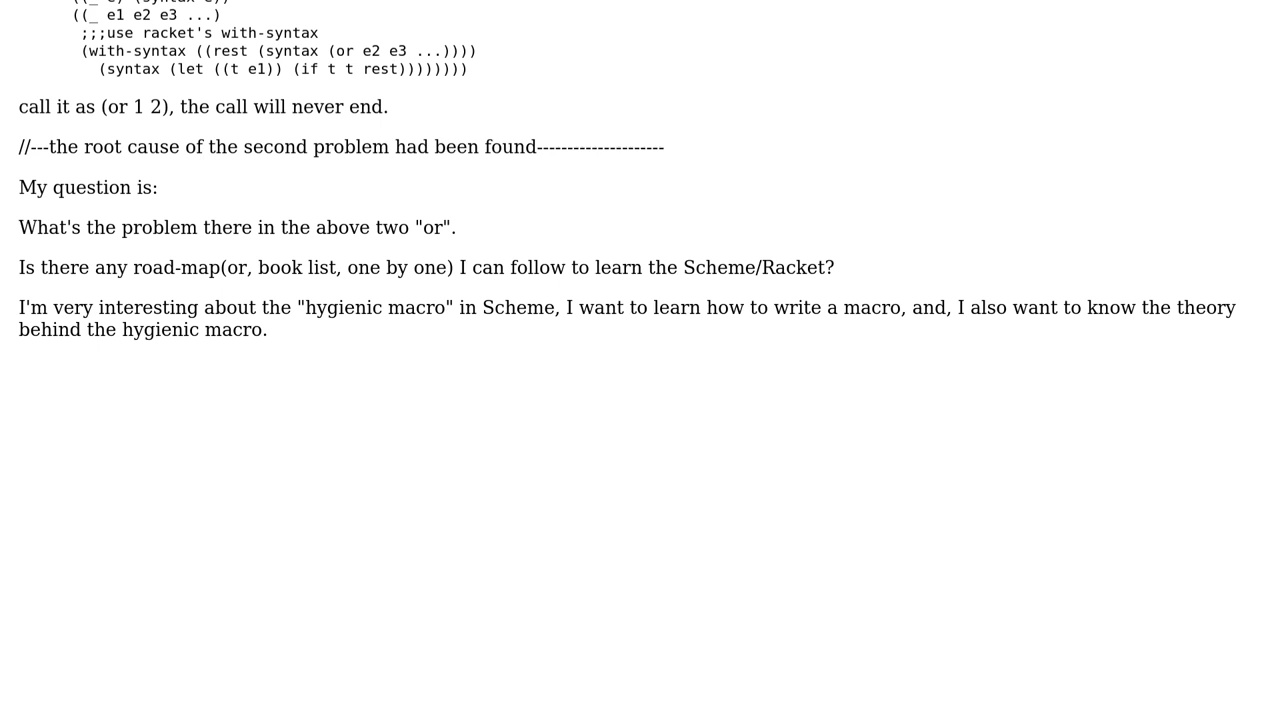 ((_ e) (syntax e))
((_ e1 e2 e3 ...)
;;;use racket's with-syntax
(with-syntax ((rest (syntax (or e2 e3 ...))))
(syntax (let ((t e1)) (if t t rest))))))))
call it as (or 1 2), the call will never end.
//---the root cause of the second problem had been found---------------------
My question is:
What's the problem there in the above two "or".
Is there any road-map(or, book list, one by one) I can follow to learn the Scheme/Racket?
I'm very interesting about the "hygienic macro" in Scheme, I want to learn how to write a macro, and, I also want to know the theory
behind the hygienic macro.